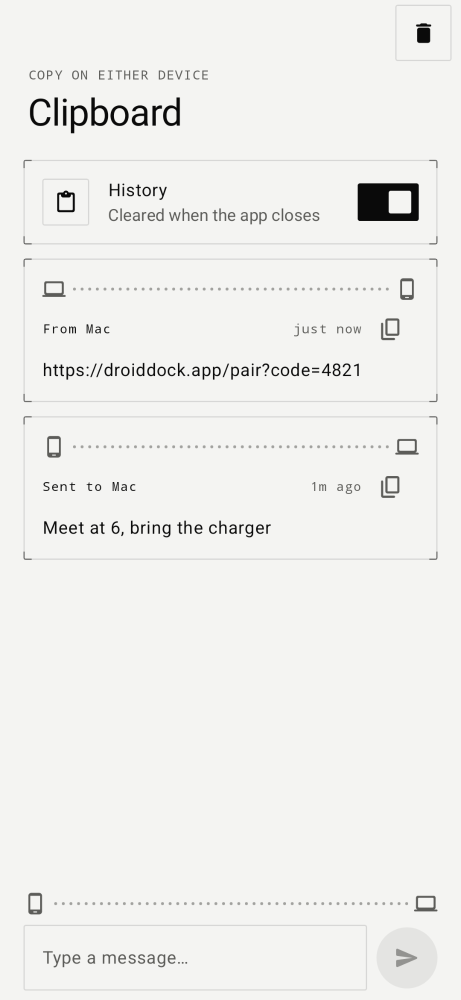 COPY ON EITHER DEVICE
Clipboard
History
Cleared when the app closes
From Mac just now
https://droiddock.app/pair?code=4821
Sent to Mac 1m ago
Meet at 6, bring the charger
Type a message…